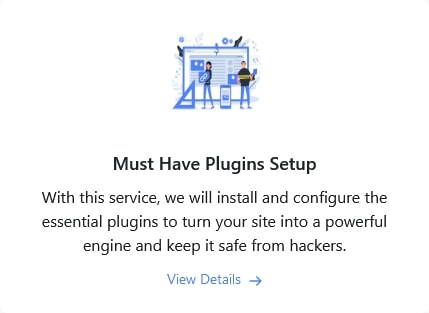 Must Have Plugins Setup
With this service, we will install and configure the
essential plugins to turn your site into a powerful
engine and keep it safe from hackers.
View Details →